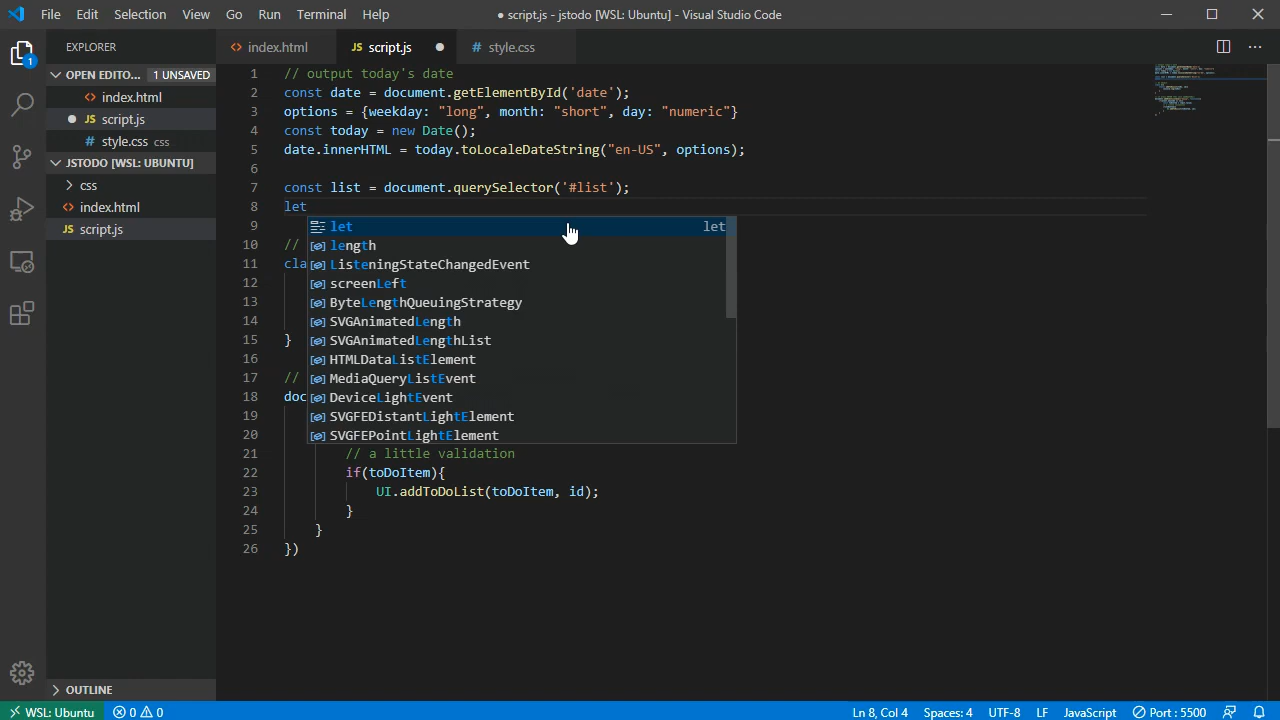 File Edit Selection View Go Run Terminal Help
● script.js - jstodo [WSL: Ubuntu] - Visual Studio Code
EXPLORER
index.html
JS script.js
style.css
OPEN EDITO... 1 UNSAVED
index.html
JS script.js
style.css css
JSTODO [WSL: UBUNTU]
css
index.html
JS script.js
OUTLINE
1
1 // output today's date
2 const date = document.getElementById('date');
3 options = {weekday: "long", month: "short", day: "numeric"}
4 const today = new Date();
5 date.innerHTML = today.toLocaleDateString("en-US", options);
6
7 const list = document.querySelector('#list');
8 let
9
10 //
11 cla
12
13
14
15 }
16
17 //
18 doc
19
20
21 // a little validation
22 if(toDoItem){
23 UI.addToDoList(toDoItem, id);
24 }
25 }
26 })
let let
length
ListeningStateChangedEvent
screenLeft
ByteLengthQueuingStrategy
SVGAnimatedLength
SVGAnimatedLengthList
HTMLDataListElement
MediaQueryListEvent
DeviceLightEvent
SVGFEDistantLightElement
SVGFEPointLightElement
WSL: Ubuntu 0 0 Ln 8, Col 4 Spaces: 4 UTF-8 LF JavaScript Port : 5500